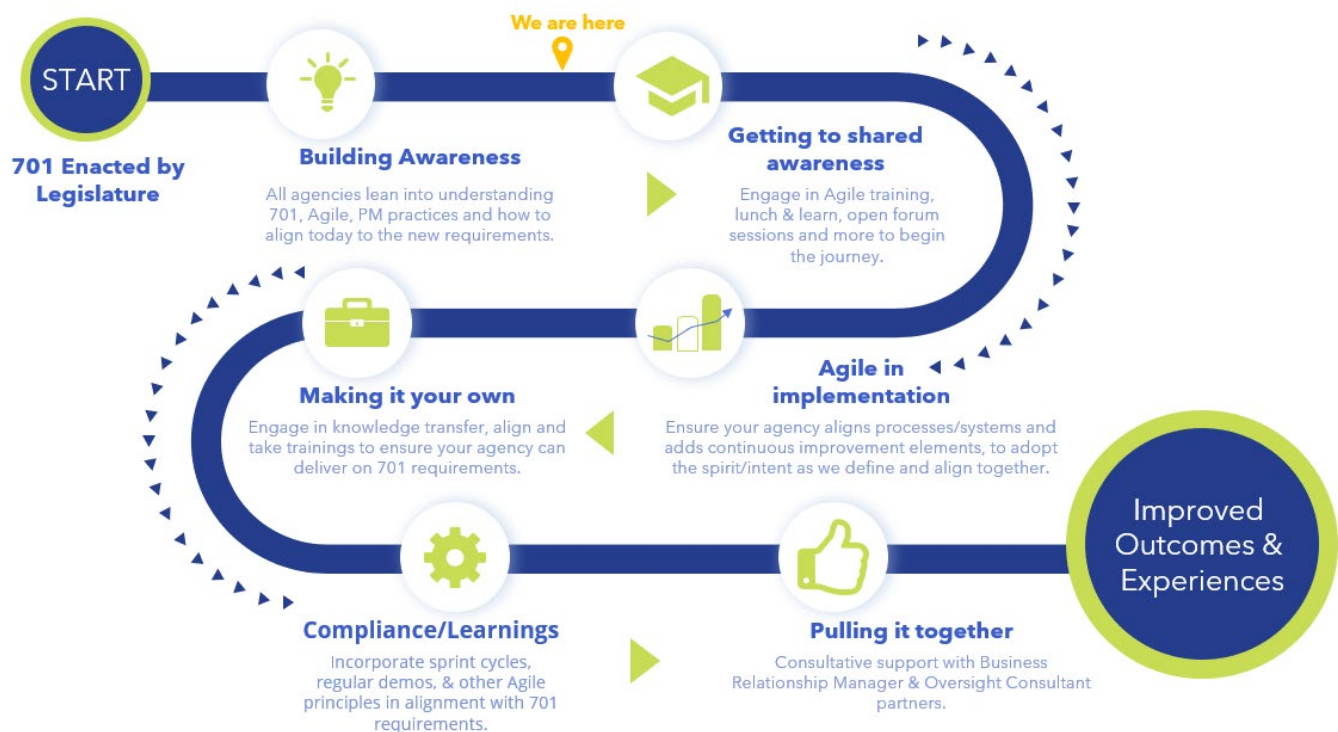 We are here
START
701 Enacted by
Legislature
Building Awareness
All agencies lean into understanding
701, Agile, PM practices and how to
align today to the new requirements.
Getting to shared
awareness
Engage in Agile training,
lunch & learn, open forum
sessions and more to begin
the journey.
Agile in
implementation
Ensure your agency aligns processes/systems and
adds continuous improvement elements, to adopt
the spirit/intent as we define and align together.
Making it your own
Engage in knowledge transfer, align and
take trainings to ensure your agency can
deliver on 701 requirements.
Compliance/Learnings
Incorporate sprint cycles,
regular demos, & other Agile
principles in alignment with 701
requirements.
Pulling it together
Consultative support with Business
Relationship Manager & Oversight Consultant
partners.
Improved
Outcomes &
Experiences